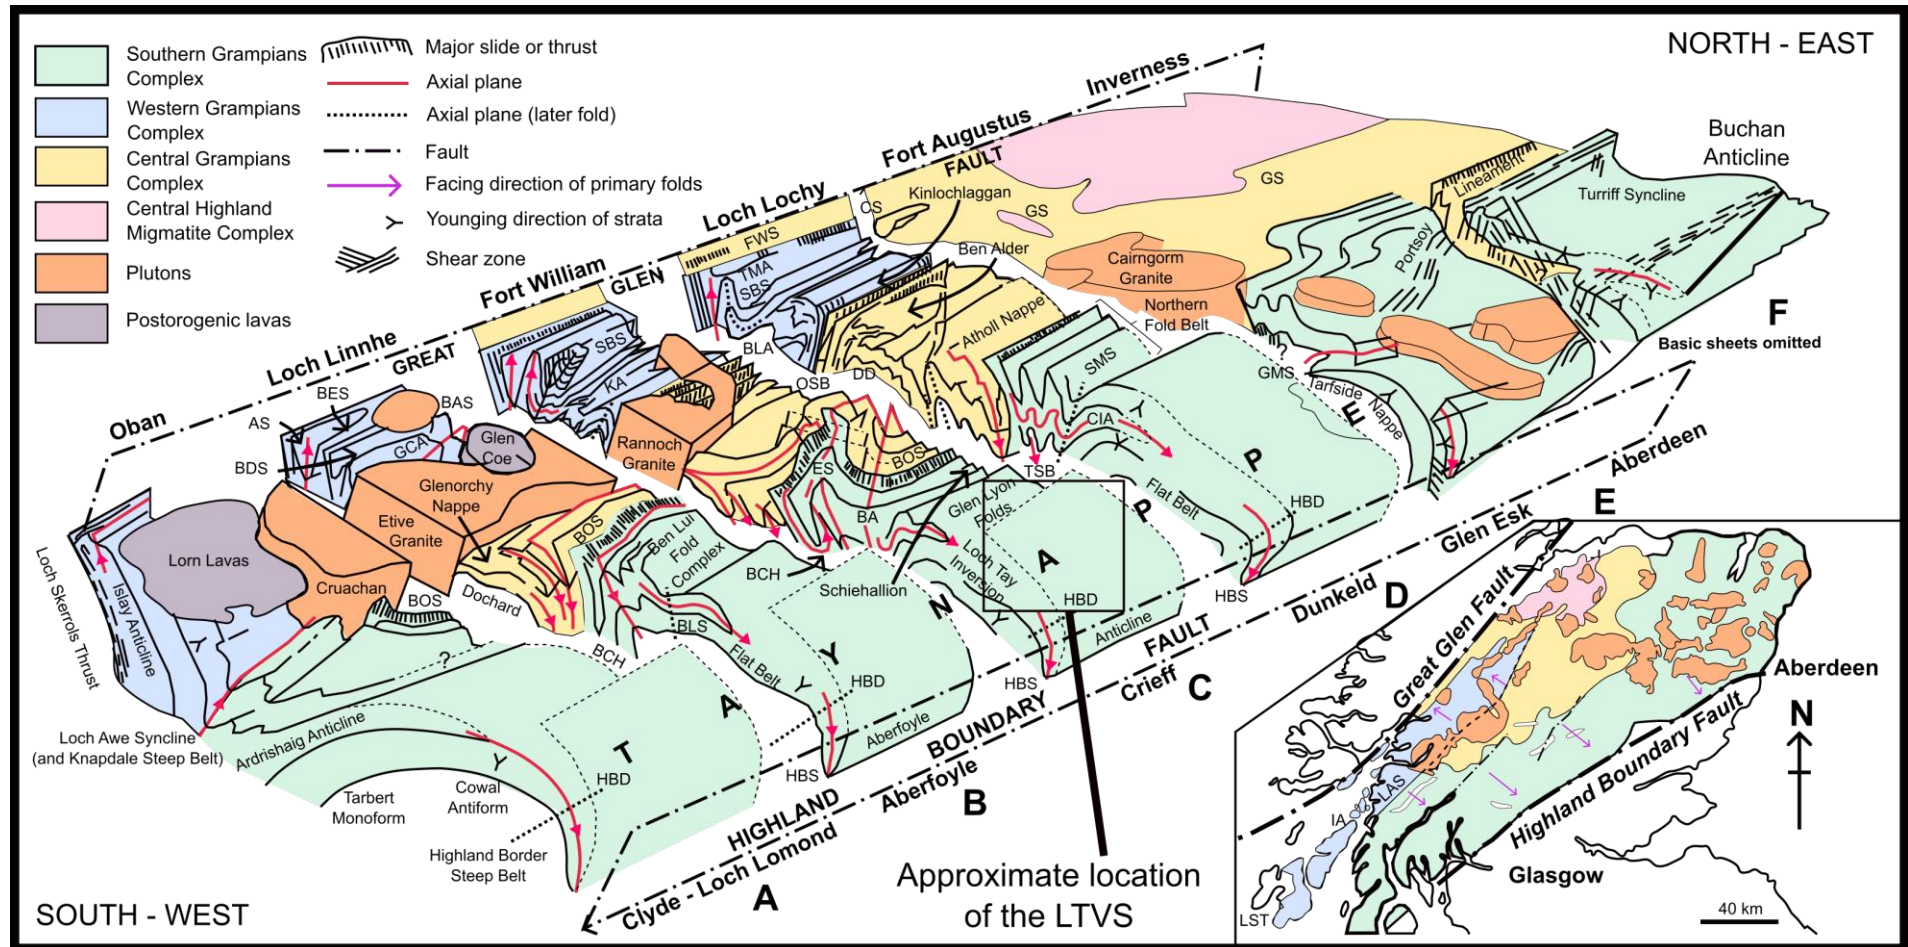 Southern Grampians
Complex
Western Grampians
Complex
Central Grampians
Complex
Central Highland
Migmatite Complex
Plutons
Postorogenic lavas
Major slide or thrust
Axial plane
Axial plane (later fold)
Fault
Facing direction of primary folds
Younging direction of strata
Shear zone
NORTH - EAST
Oban
Loch Linnhe
Fort William
Loch Lochy
Fort Augustus
Inverness
GREAT
GLEN
FAULT
Buchan
Anticline
Lineament
Turriff Syncline
Portsoy
GS
GS
CS
Kinlochlaggan
Ben Alder
FWS
TMA
SBS
BLA
Cairngorm
Granite
Northern
Fold Belt
Atholl Nappe
SMS
GMS
?
Tarfside Nappe
F
Basic sheets omitted
BES
AS
BAS
BDS
GCA
Glen
Coe
SBS
KA
OSB
DD
Rannoch
Granite
ES
BOS
BA
CIA
TSB
Glenorchy
Nappe
Etive
Granite
BOS
Ben Lui
Fold
Complex
BCH
Schiehallion
Glen Lyon
Folds
Loch Tay
Inversion
Flat Belt
HBD
HBD
HBS
Lorn Lavas
Cruachan
BOS
Dochard
BCH
BLS
Flat Belt
HBD
HBS
Anticline
Aberfoyle
HBS
Loch Skerrols Thrust
Islay Anticline
Loch Awe Syncline
(and Knapdale Steep Belt)
Ardrishaig Anticline
?
Tarbert
Monoform
Cowal
Antiform
HBD
Highland Border
Steep Belt
T
A
Y
N
A
P
P
E
HIGHLAND
BOUNDARY
FAULT
Clyde - Loch Lomond
Aberfoyle
Crieff
Dunkeld
Glen Esk
Aberdeen
A
B
C
D
E
Approximate location
of the LTVS
SOUTH - WEST
Great Glen Fault
Highland Boundary Fault
Aberdeen
N
LAS
IA
Glasgow
LST
40 km